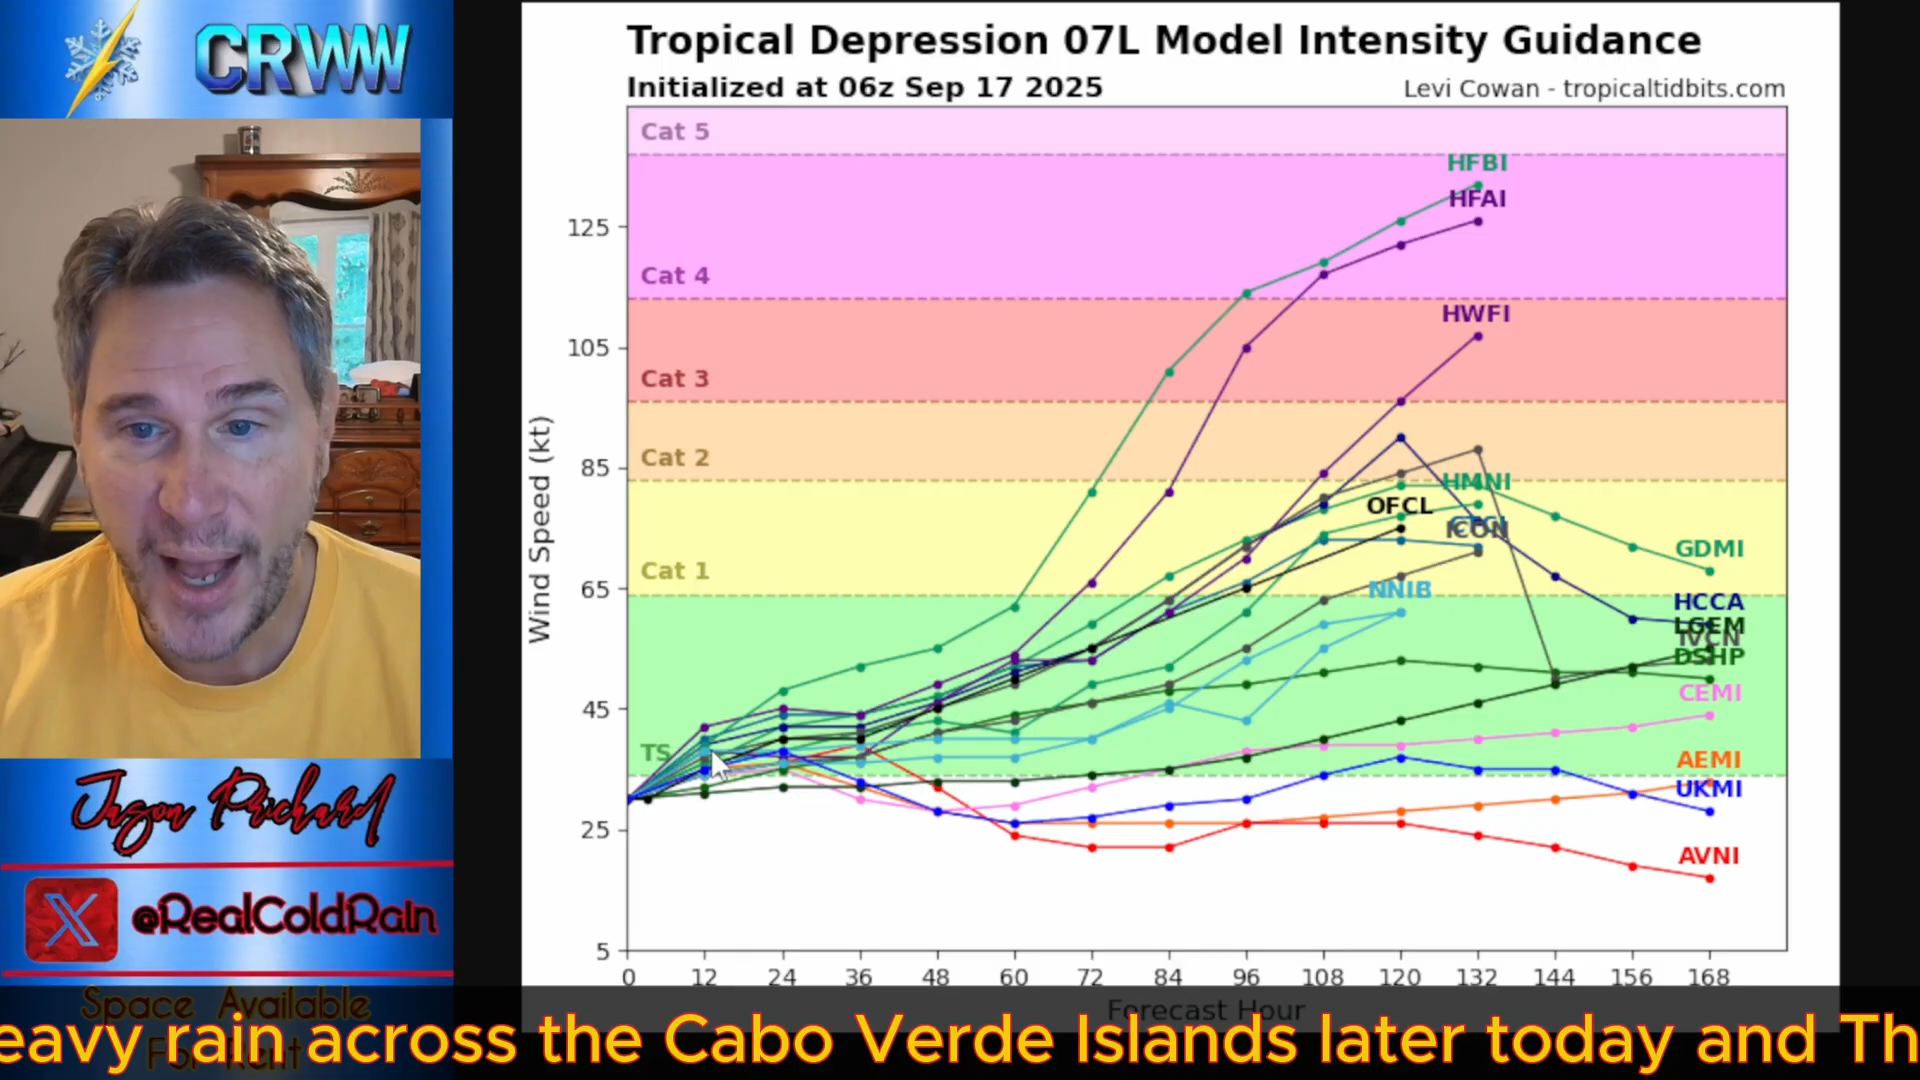 CRWW
Tropical Depression 07L Model Intensity Guidance
Initialized at 06z Sep 17 2025
Levi Cowan - tropicaltidbits.com
Cat 5
HFBI
HFAI
125
Cat 4
HWFI
105
Cat 3
Cat 2
85
HMNI
OFCL
ICON
GDMI
Cat 1
NNIB
65
HCCA
LGEM
IVCN
DSHP
CEMI
45
TS
AEMI
UKMI
25
AVNI
5
Wind Speed (kt)
0 12 24 36 48 60 72 84 96 108 120 132 144 156 168
Forecast Hour
Jason Prichard
X @RealColdRain
Space Available
For Rent
eavy rain across the Cabo Verde Islands later today and Th